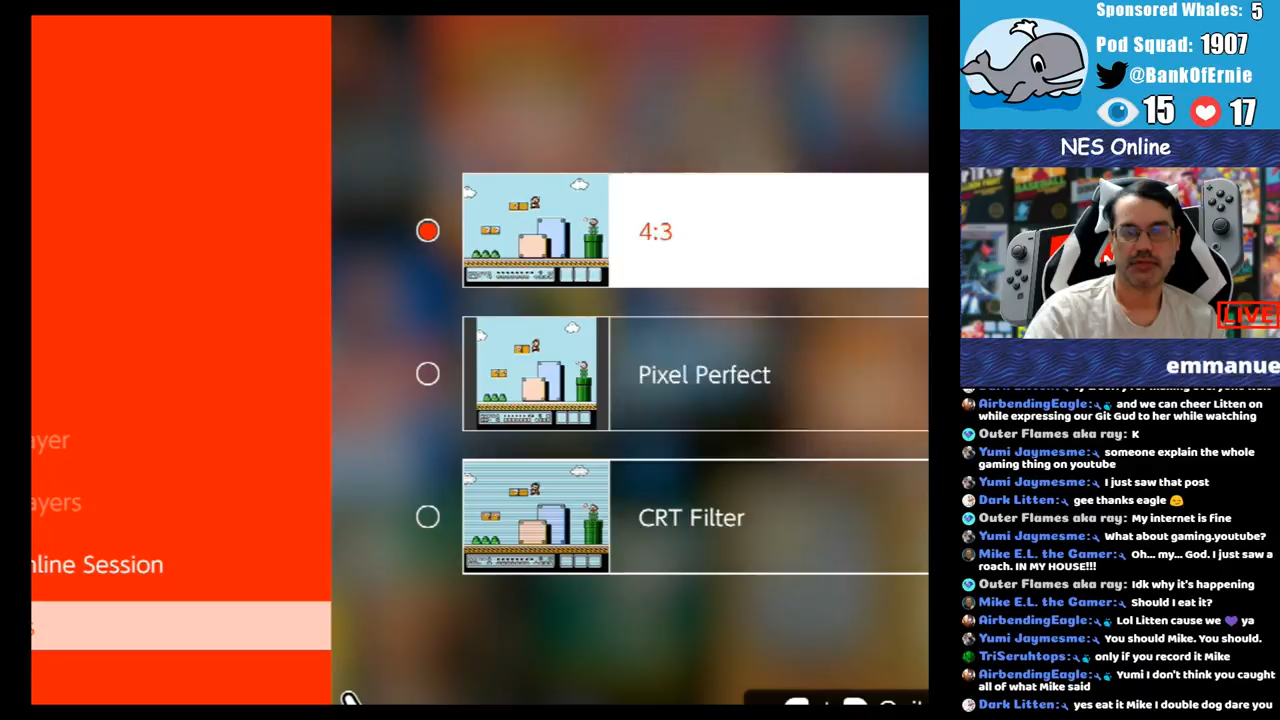 4:3
Pixel Perfect
CRT Filter
ayer
ayers
nline Session
Sponsored Whales: 5
Pod Squad: 1907
@BankOfErnie
15 17
NES Online
LIVE
emmanue
AirbendingEagle: and we can cheer Litten on
while expressing our Git Gud to her while watching
Outer Flames aka ray: K
Yumi Jaymesme: someone explain the whole
gaming thing on youtube
Yumi Jaymesme: I just saw that post
Dark Litten: gee thanks eagle
Outer Flames aka ray: My internet is fine
Yumi Jaymesme: What about gaming.youtube?
Mike E.L. the Gamer: Oh... my... God. I just saw a
roach. IN MY HOUSE!!!
Outer Flames aka ray: Idk why it's happening
Mike E.L. the Gamer: Should I eat it?
AirbendingEagle: Lol Litten cause we 💜 ya
Yumi Jaymesme: You should Mike. You should.
TriSeruhtops: only if you record it Mike
AirbendingEagle: Yumi I don't think you caught
all of what Mike said
Dark Litten: yes eat it Mike I double dog dare you